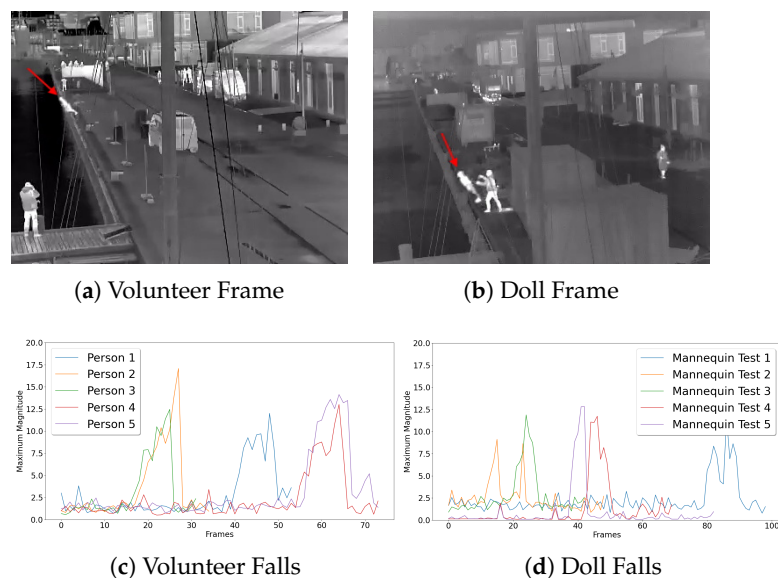 (a) Volunteer Frame
(b) Doll Frame
20.0
17.5
15.0
12.5
10.0
7.5
5.0
2.5
0.0
Maximum Magnitude
Person 1
Person 2
Person 3
Person 4
Person 5
0 10 20 30 40 50 60 70
Frames
20.0
17.5
15.0
12.5
10.0
7.5
5.0
2.5
0.0
Maximum Magnitude
Mannequin Test 1
Mannequin Test 2
Mannequin Test 3
Mannequin Test 4
Mannequin Test 5
0 20 40 60 80 100
Frames
(c) Volunteer Falls
(d) Doll Falls